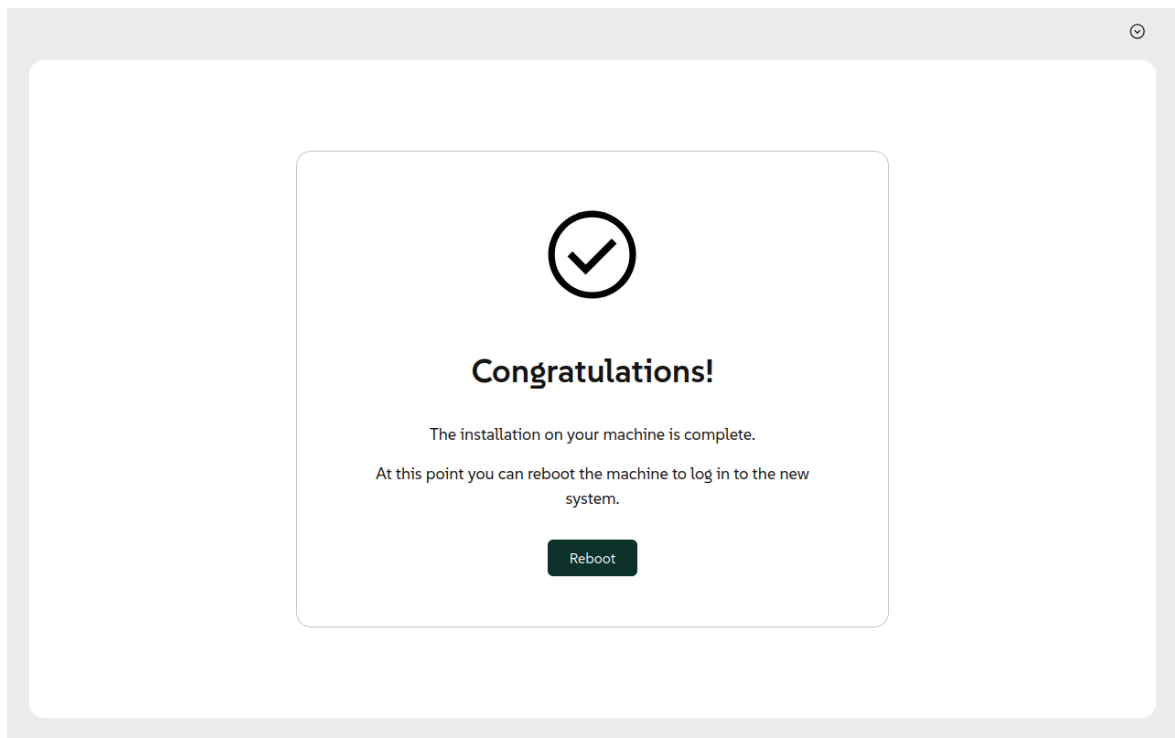 Congratulations!
The installation on your machine is complete.
At this point you can reboot the machine to log in to the new
system.
Reboot